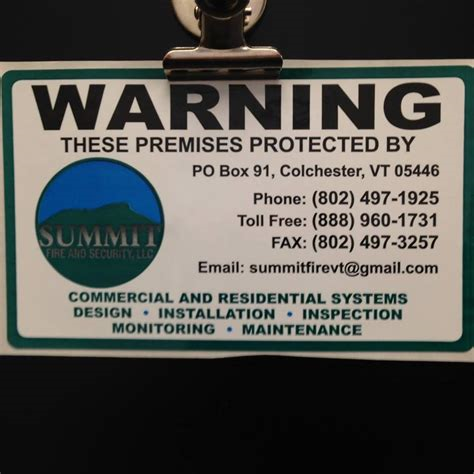 WARNING
THESE PREMISES PROTECTED BY
PO Box 91, Colchester, VT 05446
Phone: (802) 497-1925
Toll Free: (888) 960-1731
FAX: (802) 497-3257
Email: summitfirevt@gmail.com
SUMMIT
FIRE AND SECURITY, LLC
COMMERCIAL AND RESIDENTIAL SYSTEMS
DESIGN • INSTALLATION • INSPECTION
MONITORING • MAINTENANCE